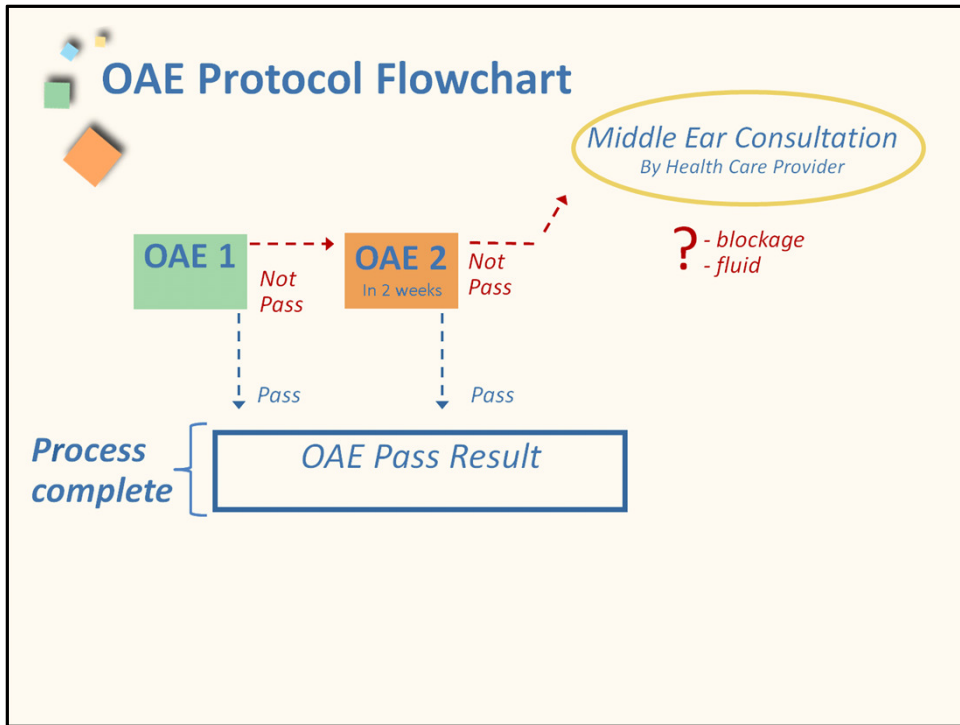 OAE Protocol Flowchart
Middle Ear Consultation
By Health Care Provider
OAE 1
Not
Pass
OAE 2
In 2 weeks
Not
Pass
? - blockage
- fluid
Pass
Pass
Process
complete
OAE Pass Result